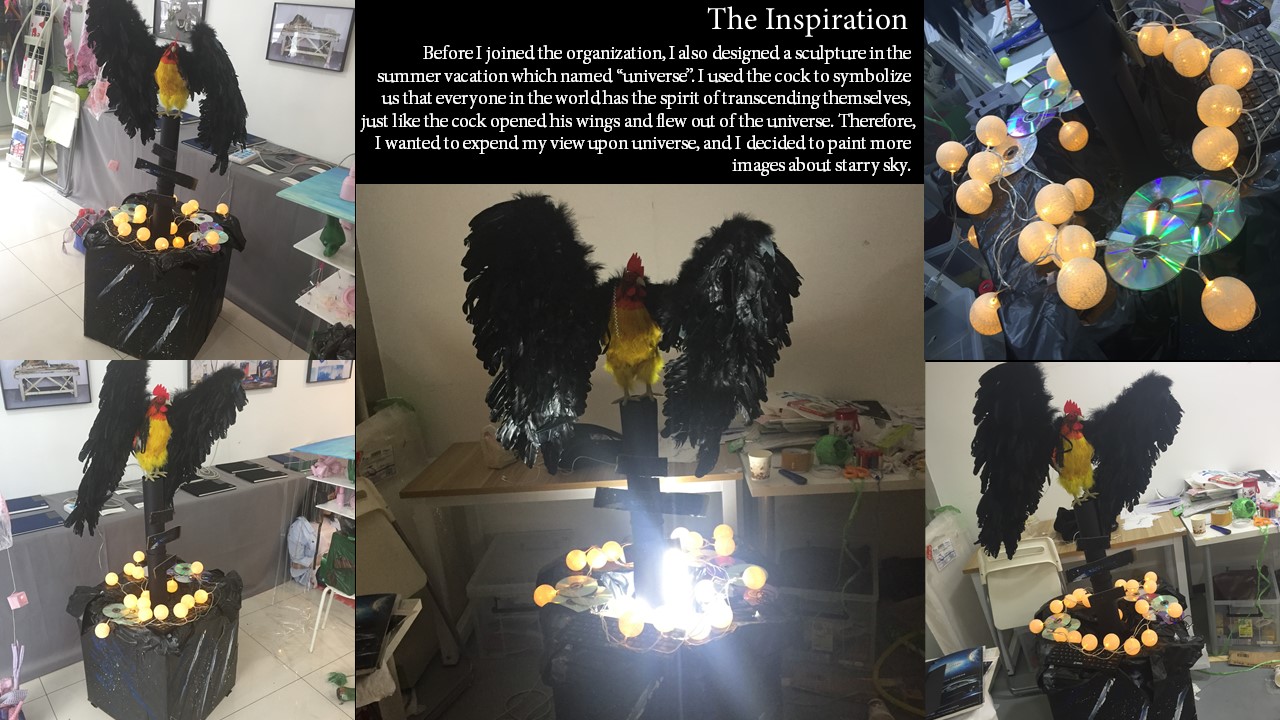 The Inspiration
Before I joined the organization, I also designed a sculpture in the
summer vacation which named “universe”. I used the cock to symbolize
us that everyone in the world has the spirit of transcending themselves,
just like the cock opened his wings and flew out of the universe. Therefore,
I wanted to expend my view upon universe, and I decided to paint more
images about starry sky.